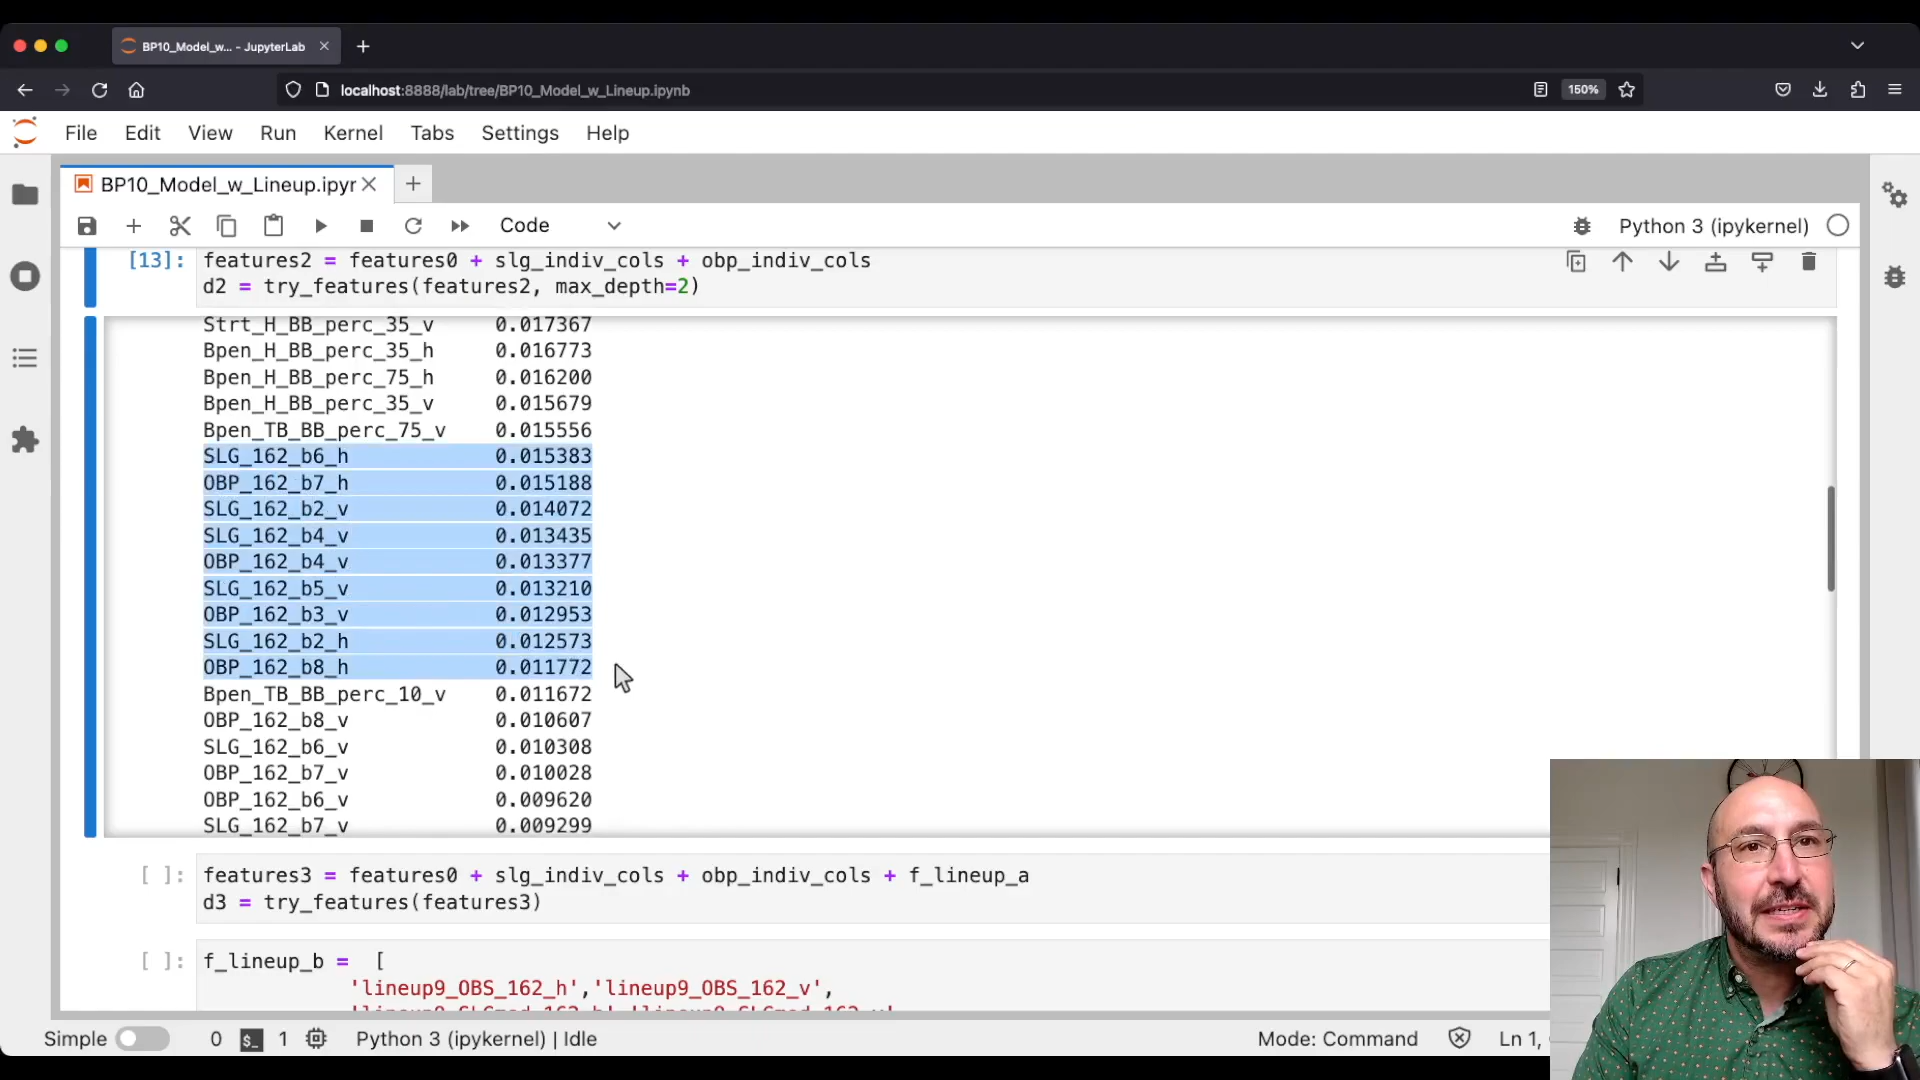 BP10_Model_w... - JupyterLab
localhost:8888/lab/tree/BP10_Model_w_Lineup.ipynb
150%
File Edit View Run Kernel Tabs Settings Help
BP10_Model_w_Lineup.ipyr
Code
Python 3 (ipykernel)
[13]: features2 = features0 + slg_indiv_cols + obp_indiv_cols
d2 = try_features(features2, max_depth=2)
Strt_H_BB_perc_35_v 0.017367
Bpen_H_BB_perc_35_h 0.016773
Bpen_H_BB_perc_75_h 0.016200
Bpen_H_BB_perc_35_v 0.015679
Bpen_TB_BB_perc_75_v 0.015556
SLG_162_b6_h 0.015383
OBP_162_b7_h 0.015188
SLG_162_b2_v 0.014072
SLG_162_b4_v 0.013435
OBP_162_b4_v 0.013377
SLG_162_b5_v 0.013210
OBP_162_b3_v 0.012953
SLG_162_b2_h 0.012573
OBP_162_b8_h 0.011772
Bpen_TB_BB_perc_10_v 0.011672
OBP_162_b8_v 0.010607
SLG_162_b6_v 0.010308
OBP_162_b7_v 0.010028
OBP_162_b6_v 0.009620
SLG_162_b7_v 0.009299
[ ]: features3 = features0 + slg_indiv_cols + obp_indiv_cols + f_lineup_a
d3 = try_features(features3)
[ ]: f_lineup_b = [
'lineup9_OBS_162_h','lineup9_OBS_162_v',
Simple 0 $_ 1 Python 3 (ipykernel) | Idle Mode: Command Ln 1,